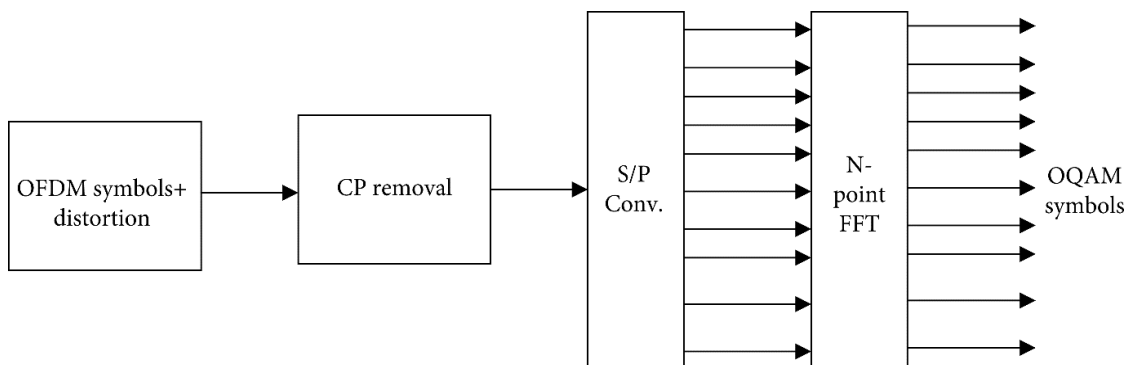 OFDM symbols+
distortion
CP removal
S/P
Conv.
N-
point
FFT
OQAM
symbols